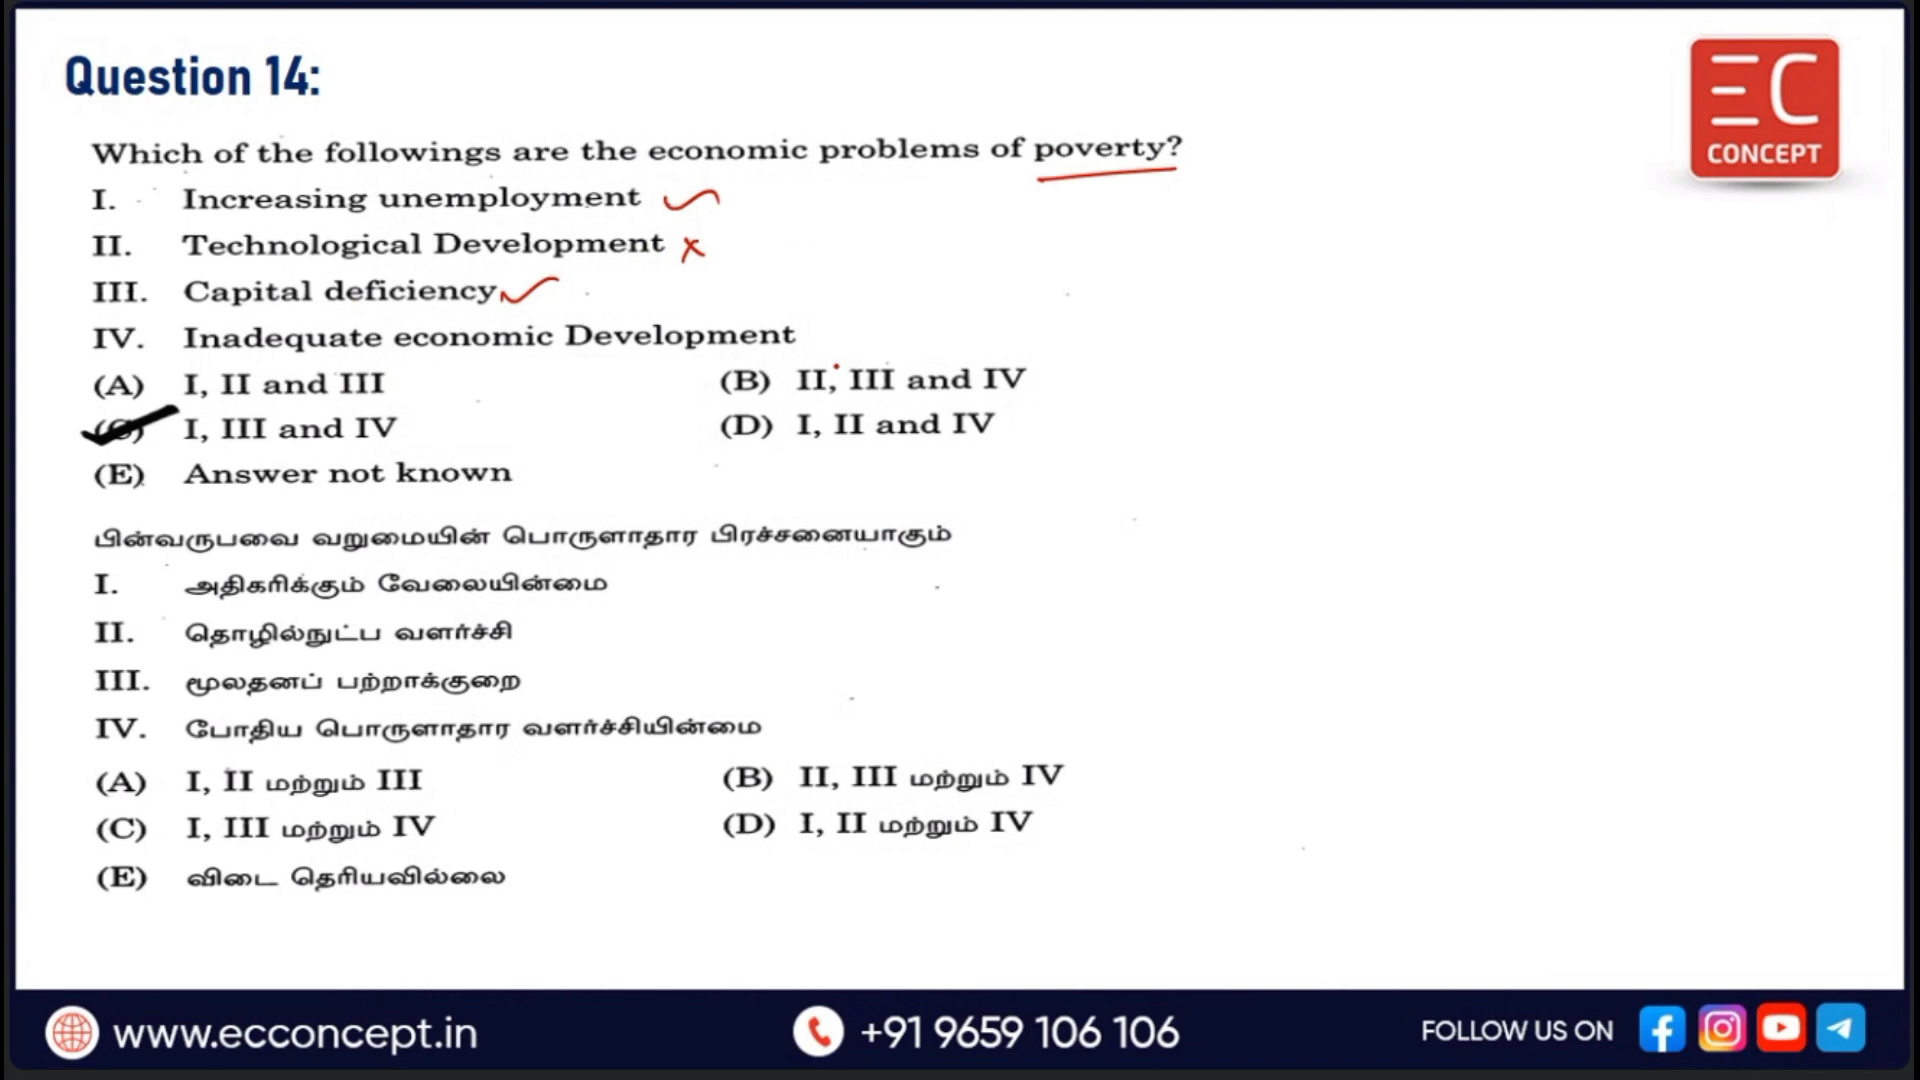 Question 14:
EC
CONCEPT
Which of the followings are the economic problems of poverty?
I. Increasing unemployment
II. Technological Development
III. Capital deficiency
IV. Inadequate economic Development
(A) I, II and III (B) II, III and IV
(C) I, III and IV (D) I, II and IV
(E) Answer not known
பின்வருபவை வறுமையின் பொருளாதார பிரச்சனையாகும்
I. அதிகரிக்கும் வேலையின்மை
II. தொழில்நுட்ப வளர்ச்சி
III. மூலதனப் பற்றாக்குறை
IV. போதிய பொருளாதார வளர்ச்சியின்மை
(A) I, II மற்றும் III (B) II, III மற்றும் IV
(C) I, III மற்றும் IV (D) I, II மற்றும் IV
(E) விடை தெரியவில்லை
www.ecconcept.in +91 9659 106 106 FOLLOW US ON